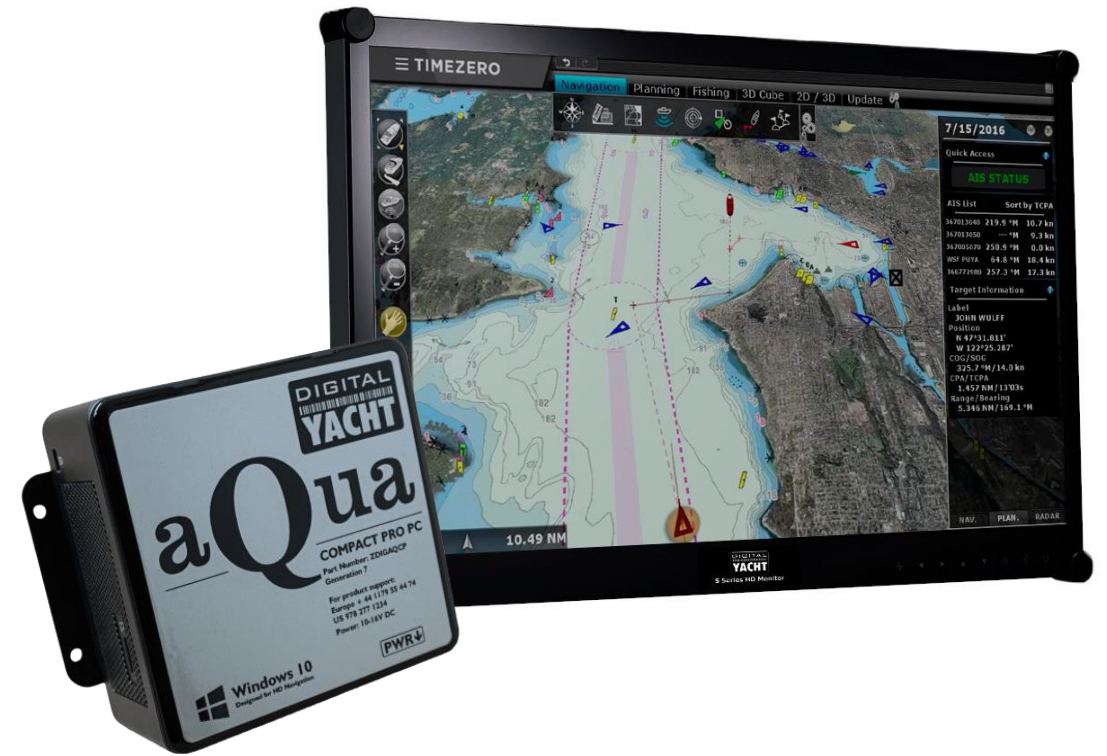 TIMEZERO
Navigation Planning Fishing 3D Cube 2D / 3D Update
7/15/2016
Quick Access
AIS STATUS
AIS List Sort by TCPA
367013040 219.9 °M 10.7 kn
367013050 --- °M 9.3 kn
367005070 250.9 °M 0.0 kn
WSF PUYA 64.8 °M 18.4 kn
366772980 257.3 °M 17.3 kn
Target Information
Label
JOHN WULFF
Position
N 47°31.811'
W 122°25.287'
COG/SOG
325.7 °M/14.0 kn
CPA/TCPA
1.457 NM/13'03s
Range/Bearing
5.346 NM/169.1 °M
NAV. PLAN. RADAR
10.49 NM
182
182
DIGITAL
YACHT
S Series HD Monitor
DIGITAL
YACHT
aQua
COMPACT PRO PC
Part Number: ZDIGAQCP
Generation 7
For product support:
Europe + 44 1179 55 44 74
US 978 277 1234
Power: 10-16V DC
PWR
Windows 10
Designed for HD Navigation